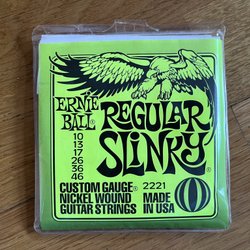 ERNIE
BALL®
REGULAR
SLINKY®
10
13
17
26
36
46
CUSTOM GAUGE
NICKEL WOUND
GUITAR STRINGS
2221
MADE
IN USA